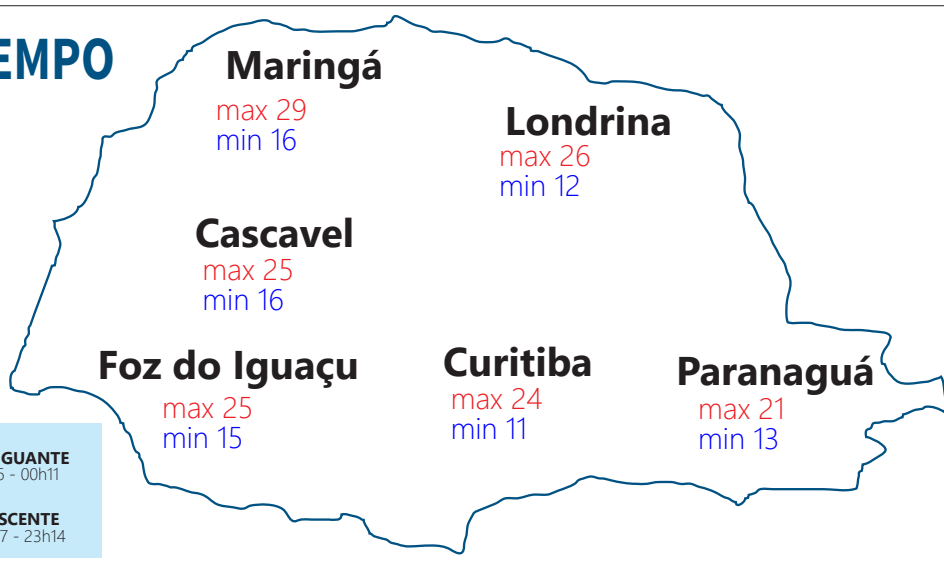 EMPO
Maringá
max 29
min 16
Londrina
max 26
min 12
Cascavel
max 25
min 16
Foz do Iguaçu
max 25
min 15
Curitiba
max 24
min 11
Paranaguá
max 21
min 13
GUANTE
- 00h11
SCENTE
7 - 23h14